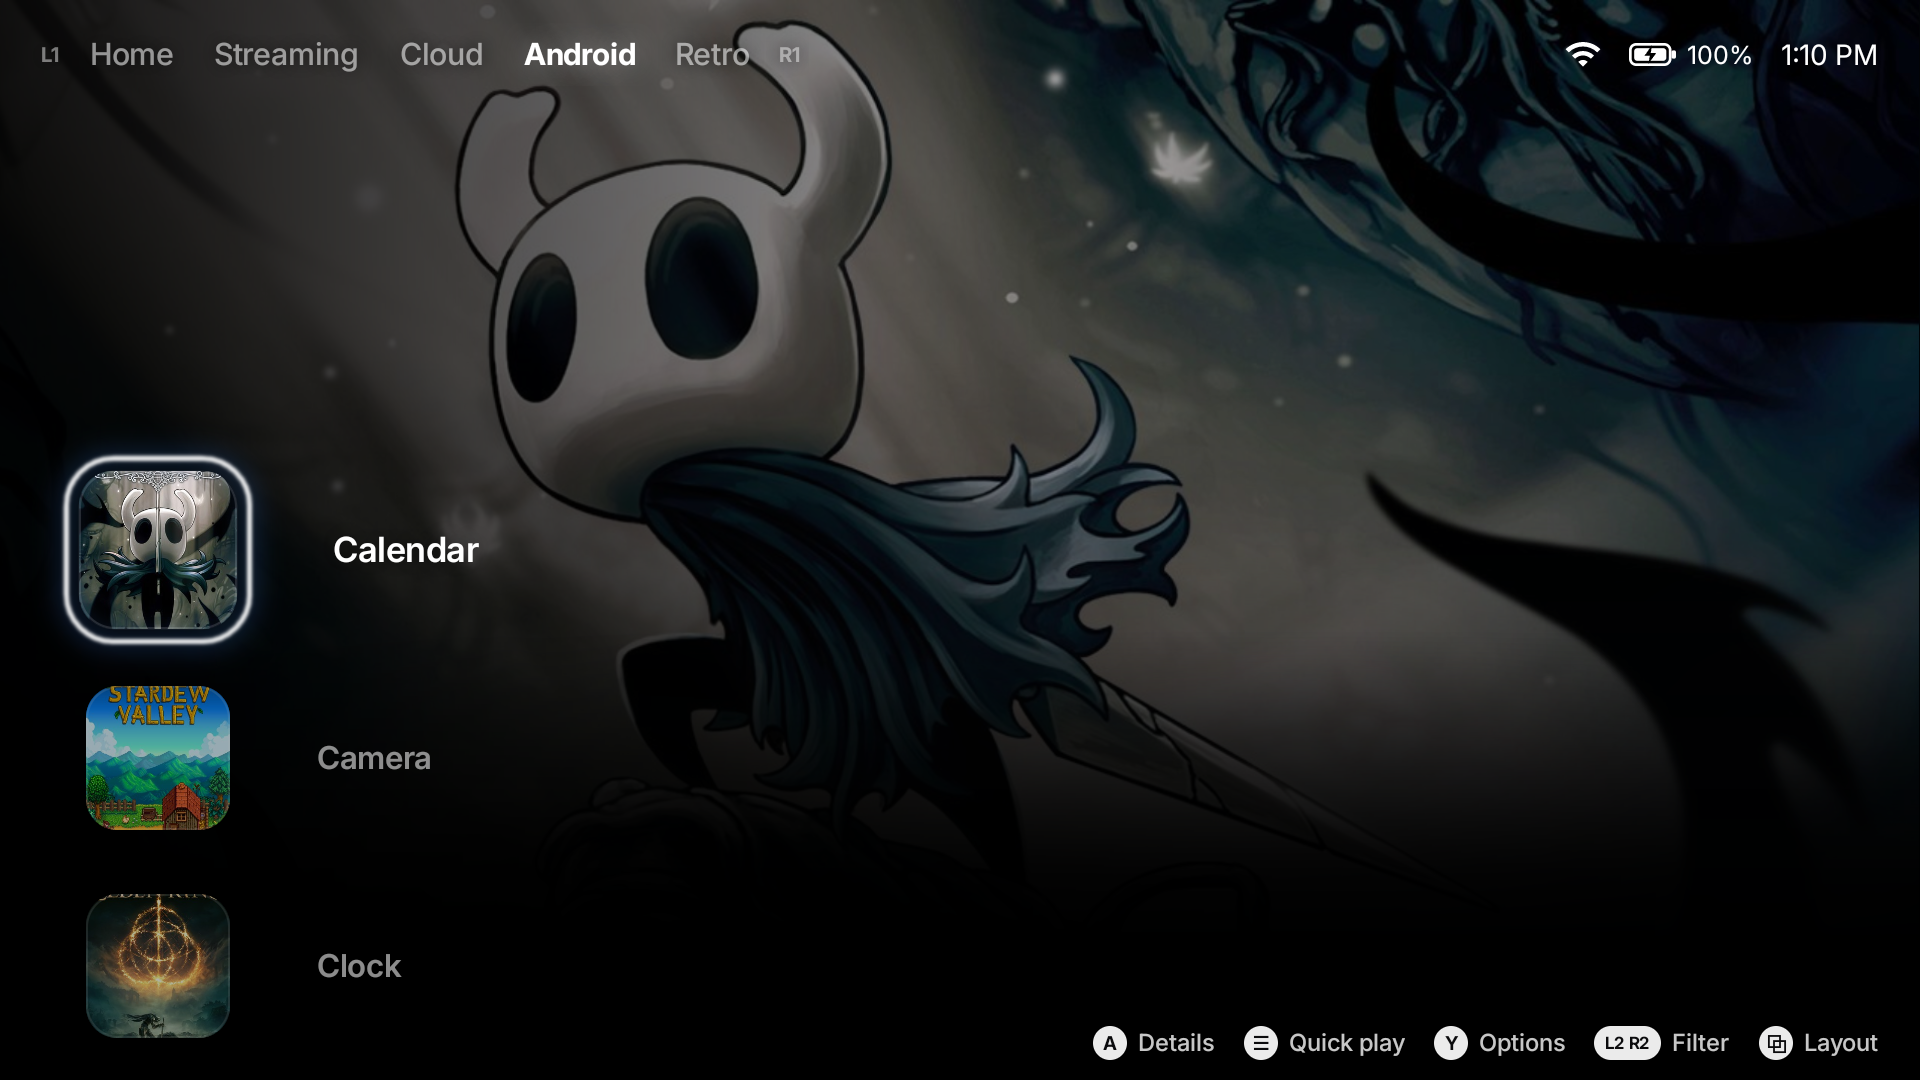 L1 Home Streaming Cloud Android Retro R1
100% 1:10 PM
Calendar
STARDEW
VALLEY
Camera
Clock
A Details Y Options L2 R2 Filter Layout
Quick play